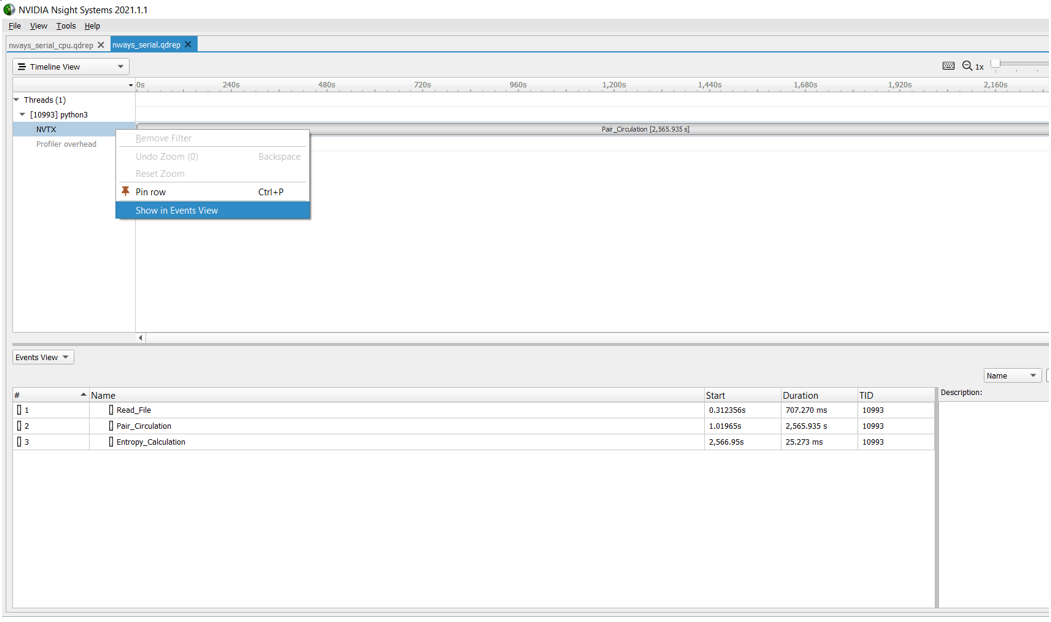 NVIDIA Nsight Systems 2021.1.1
File View Tools Help
nways_serial_cpu.qdrep nways_serial.qdrep
Timeline View 1x
0s 240s 480s 720s 960s 1,200s 1,440s 1,680s 1,920s 2,160s
Threads (1)
[10993] python3
NVTX Pair_Circulation [2,565.935 s]
Remove Filter
Profiler overhead
Undo Zoom (0) Backspace
Reset Zoom
Pin row Ctrl+P
Show in Events View
Events View
Name
# Name Start Duration TID Description:
1 Read_File 0.312356s 707.270 ms 10993
2 Pair_Circulation 1.01965s 2,565.935 s 10993
3 Entropy_Calculation 2,566.95s 25.273 ms 10993